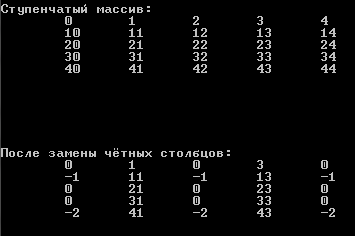 Ступенчатый массив:
0 1 2 3 4
10 11 12 13 14
20 21 22 23 24
30 31 32 33 34
40 41 42 43 44
После замены чётных столбцов:
0 1 0 3 0
-1 11 -1 13 -1
0 21 0 23 0
0 31 0 33 0
-2 41 -2 43 -2